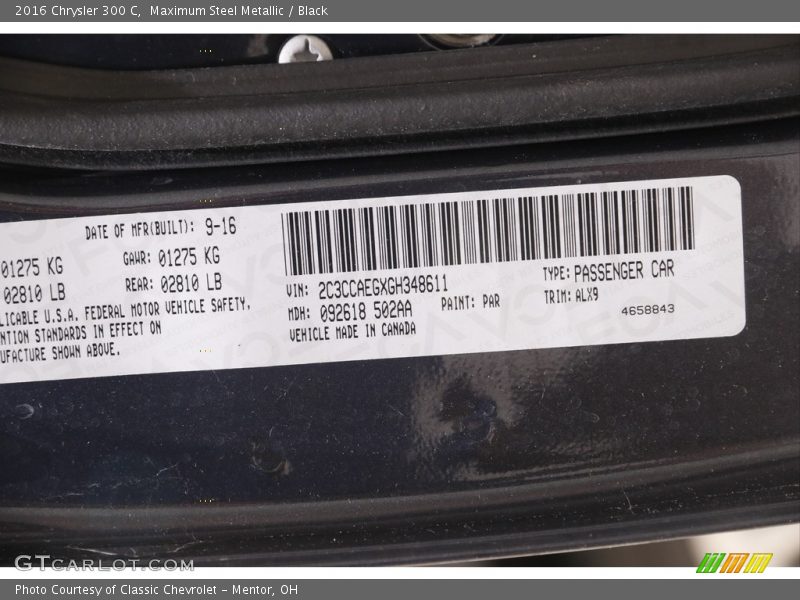 2016 Chrysler 300 C,  Maximum Steel Metallic / Black
DATE OF MFR(BUILT): 9-16
01275 KG GAWR: 01275 KG
02810 LB REAR: 02810 LB
LICABLE U.S.A. FEDERAL MOTOR VEHICLE SAFETY,
NTION STANDARDS IN EFFECT ON
UFACTURE SHOWN ABOVE.
VIN: 2C3CCAEGXGH348611 TYPE: PASSENGER CAR
MDH: 092618 502AA PAINT: PAR TRIM: ALX9
VEHICLE MADE IN CANADA 4658843
GTCARLOT.COM
Photo Courtesy of Classic Chevrolet – Mentor, OH